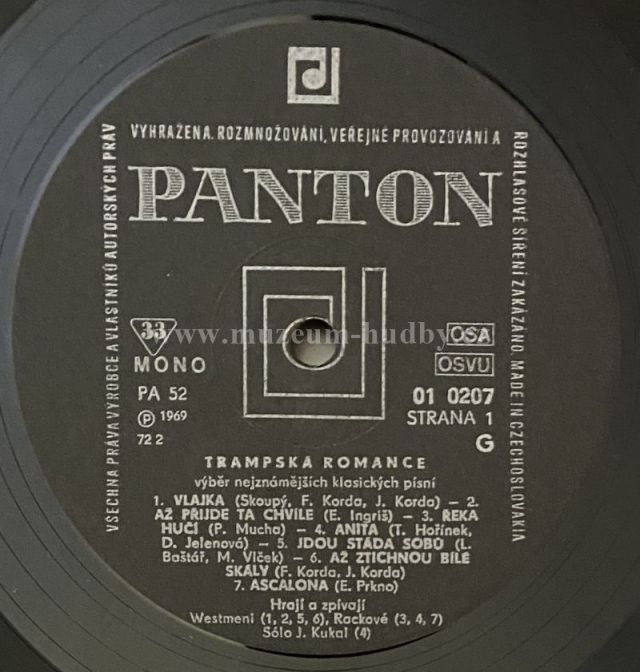 VYHRAŽENA. ROZMNOŽOVÁNÍ, VEŘEJNÉ PROVOZOVÁNÍ A
VŠECHNA PRÁVA VÝROBCE A VLASTNÍKŮ AUTORSKÝCH PRÁV
ROZHLASOVÉ ŠÍŘENÍ ZAKÁZÁNO. MADE IN CZECHOSLOVAKIA
PANTON
www.muzeum-hudby
33
MONO
PA 52
Ⓟ 1969
72 2
OSA
OSVU
01 0207
STRANA 1
G
TRAMPSKÁ ROMANCE
výběr nejznámějších klasických písní
1. VLAJKA (Skoupý, F. Korda, J. Korda) – 2.
AŽ PŘIJDE TA CHVÍLE (E. Ingriš) – 3. ŘEKA
HUČÍ (P. Mucha) – 4. ANITA (T. Hořínek,
D. Jelenová) – 5. JDOU STÁDA SOBŮ (L.
Baštář, M. Vlček) – 6. AŽ ZTICHNOU BÍLÉ
SKÁLY (F. Korda, J. Korda)
7. ASCALONA (E. Prkno)
Hrají a zpívají
Westmeni (1, 2, 5, 6), Rackové (3, 4, 7)
Sólo J. Kukal (4)